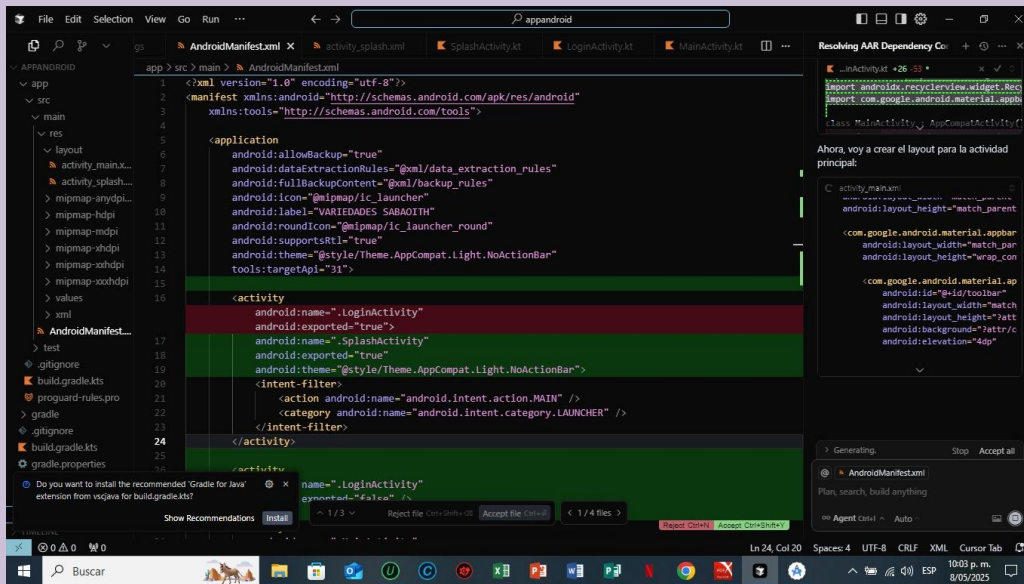 File Edit Selection View Go Run ··· ← → appandroid
gs AndroidManifest.xml × activity_splash.xml SplashActivity.kt LoginActivity.kt MainActivity.kt ···
Resolving AAR Dependency Co
APPANDROID
app
src
main
res
layout
activity_main.x...
activity_splash....
mipmap-anydpi...
mipmap-hdpi
mipmap-mdpi
mipmap-xhdpi
mipmap-xxhdpi
mipmap-xxxhdpi
values
xml
AndroidManifest....
test
.gitignore
build.gradle.kts
proguard-rules.pro
gradle
.gitignore
build.gradle.kts
gradle.properties
TIMELINE
app > src > main > AndroidManifest.xml
1 <?xml version="1.0" encoding="utf-8"?>
2 <manifest xmlns:android="http://schemas.android.com/apk/res/android"
3 xmlns:tools="http://schemas.android.com/tools">
4
5 <application
6 android:allowBackup="true"
7 android:dataExtractionRules="@xml/data_extraction_rules"
8 android:fullBackupContent="@xml/backup_rules"
9 android:icon="@mipmap/ic_launcher"
10 android:label="VARIEDADES SABAOITH"
11 android:roundIcon="@mipmap/ic_launcher_round"
12 android:supportsRtl="true"
13 android:theme="@style/Theme.AppCompat.Light.NoActionBar"
14 tools:targetApi="31">
15
16 <activity
android:name=".LoginActivity"
android:exported="true">
17 android:name=".SplashActivity"
18 android:exported="true"
19 android:theme="@style/Theme.AppCompat.Light.NoActionBar">
20 <intent-filter>
21 <action android:name="android.intent.action.MAIN" />
22 <category android:name="android.intent.category.LAUNCHER" />
23 </intent-filter>
24 </activity>
25
26 <activity
=".LoginActivity"
exported="false" />
Do you want to install the recommended 'Gradle for Java'
extension from vscjava for build.gradle.kts?
Show Recommendations Install
1 / 3 Reject file Ctrl+Shift+⌫ Accept file Ctrl+⏎ < 1 / 4 files >
Reject Ctrl+N Accept Ctrl+Shift+Y
...inActivity.kt +26 -53
import androidx.recyclerview.widget.Recy
import com.google.android.material.appba
class MainActivity : AppCompatActivity()
Ahora, voy a crear el layout para la actividad
principal:
activity_main.xml
android:layout_height="match_parent
<com.google.android.material.appbar
android:layout_width="match_par
android:layout_height="wrap_con
<com.google.android.material.ap
android:id="@+id/toolbar"
android:layout_width="match
android:layout_height="?att
android:background="?attr/c
android:elevation="4dp"
> Generating. Stop Accept all
@ AndroidManifest.xml
Plan, search, build anything
∞ Agent Ctrl+I Auto
0 0 0 Ln 24, Col 20 Spaces: 4 UTF-8 CRLF XML Cursor Tab
Buscar ESP 10:03 p. m.
8/05/2025